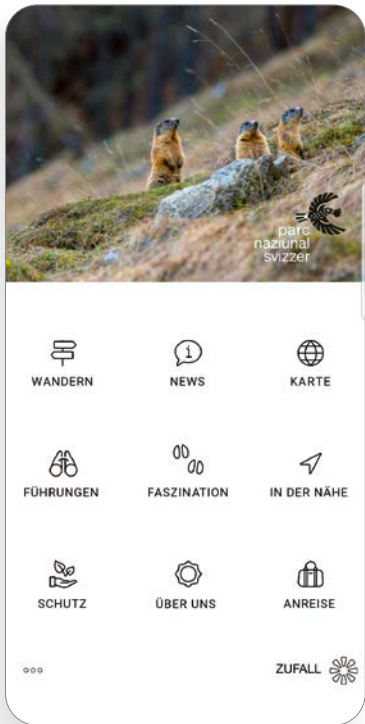 parc
naziunal
svizzer
WANDERN
NEWS
KARTE
FÜHRUNGEN
FASZINATION
IN DER NÄHE
SCHUTZ
ÜBER UNS
ANREISE
ZUFALL